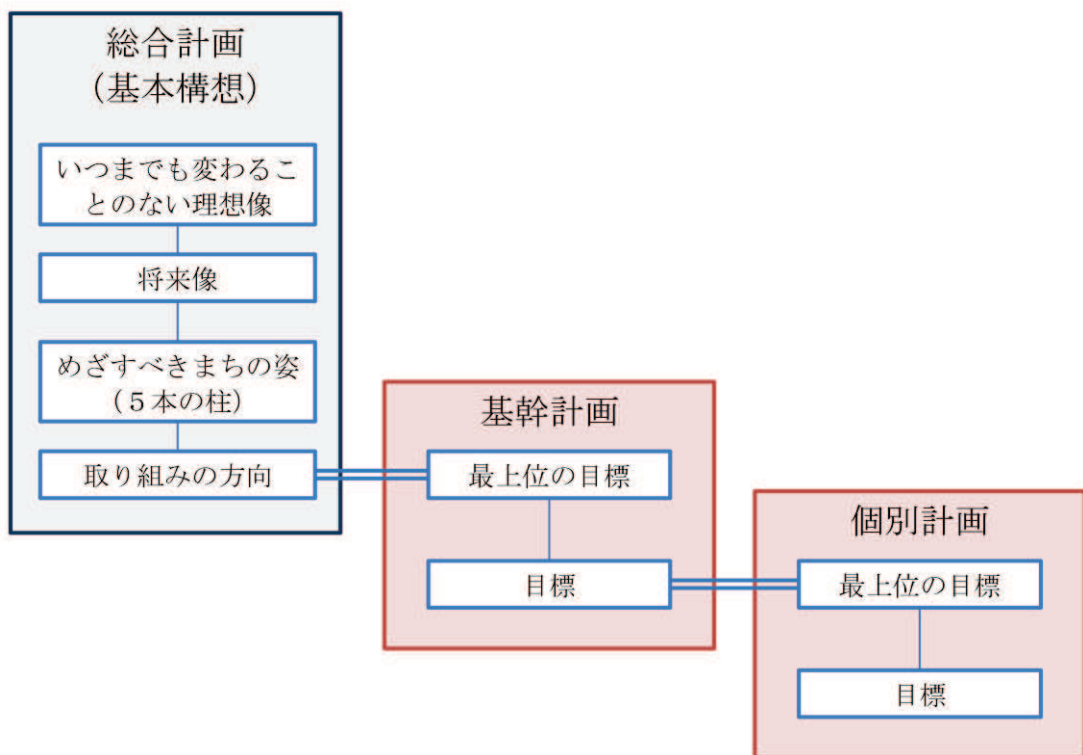 総合計画
（基本構想）
いつまでも変わるこ
とのない理想像
将来像
めざすべきまちの姿
（５本の柱）
取り組みの方向
基幹計画
最上位の目標
目標
個別計画
最上位の目標
目標